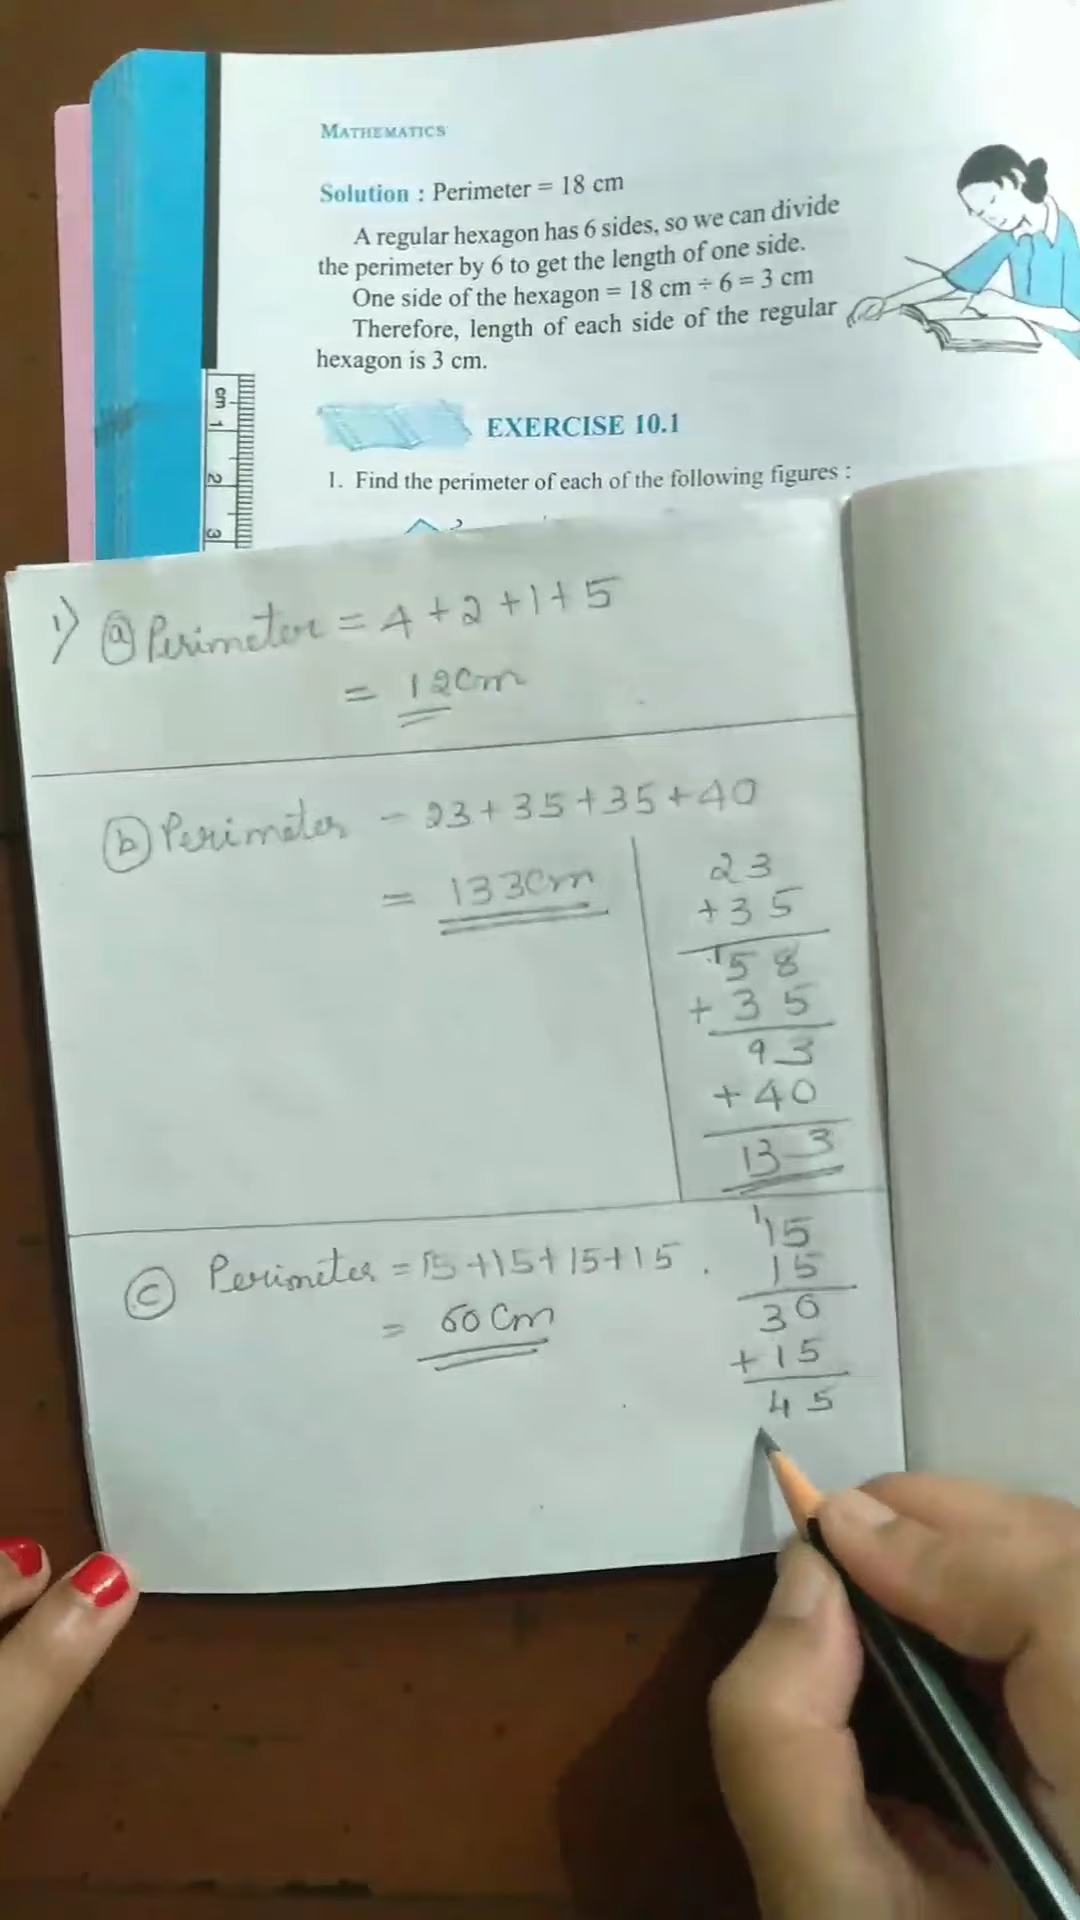 MATHEMATICS
Solution : Perimeter = 18 cm
A regular hexagon has 6 sides, so we can divide
the perimeter by 6 to get the length of one side.
One side of the hexagon = 18 cm ÷ 6 = 3 cm
Therefore, length of each side of the regular
hexagon is 3 cm.
cm 1 2 3
EXERCISE 10.1
1. Find the perimeter of each of the following figures :
1) (a) Perimeter = 4 + 2 + 1 + 5
= 12cm
(b) Perimeter = 23 + 35 + 35 + 40
= 133cm
23
+35
1 58
+ 35
93
+40
133
(c) Perimeter = 15 + 15 + 15 + 15 .
= 60 Cm
1 15
15
30
+15
45